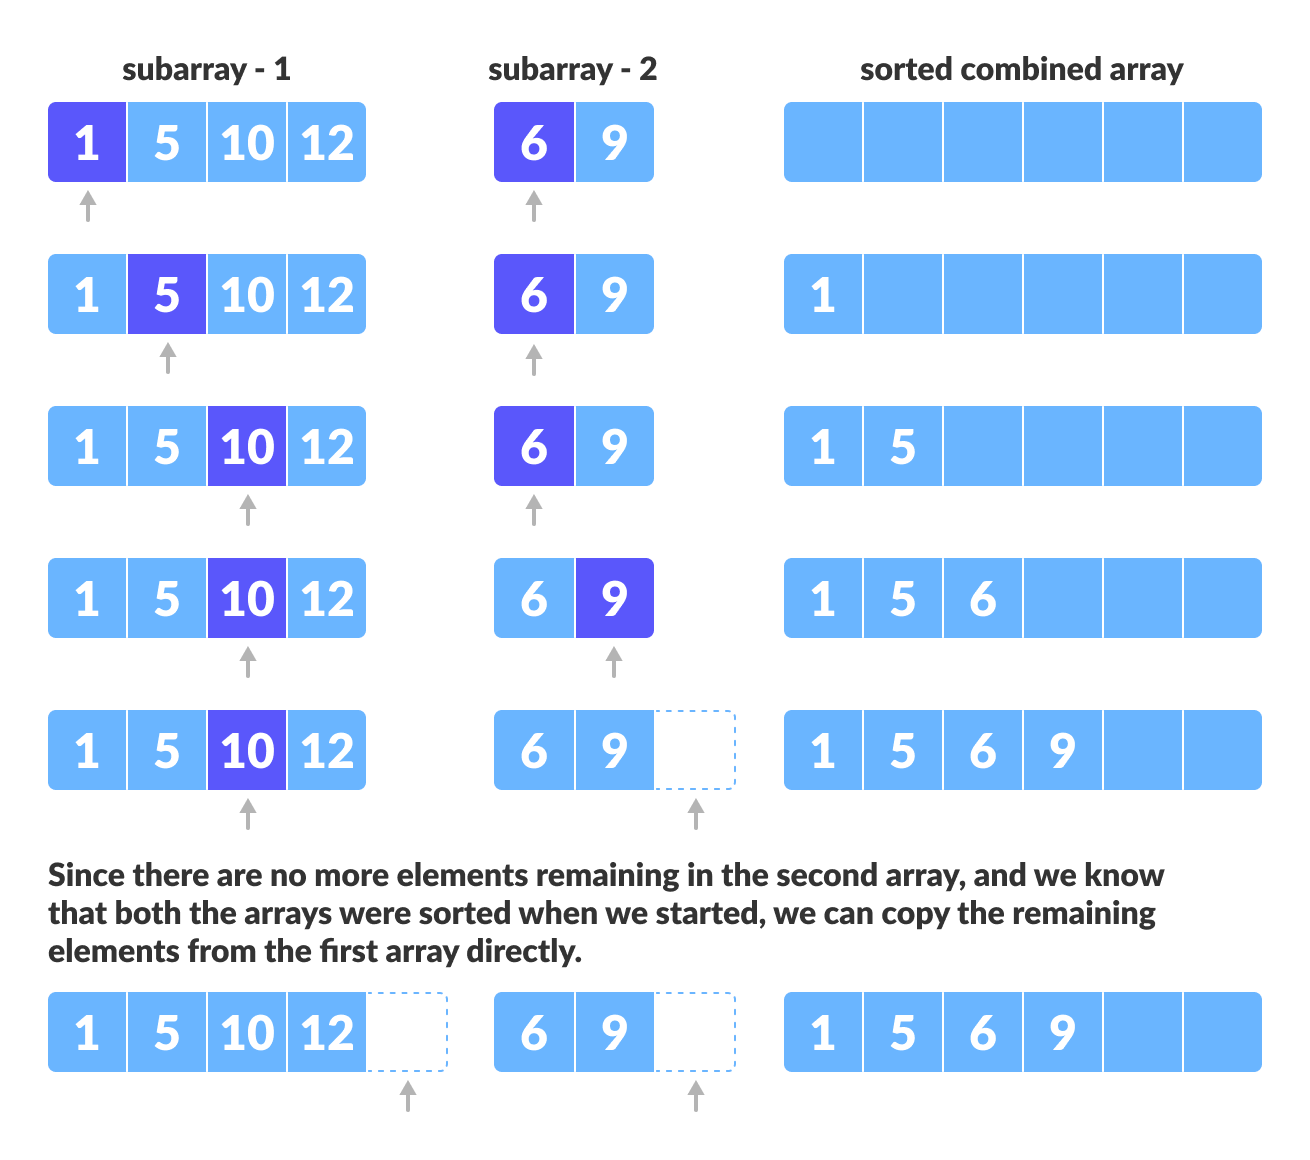 subarray - 1 subarray - 2 sorted combined array
1 5 10 12 6 9
1 5 10 12 6 9 1
1 5 10 12 6 9 1 5
1 5 10 12 6 9 1 5 6
1 5 10 12 6 9 1 5 6 9
Since there are no more elements remaining in the second array, and we know
that both the arrays were sorted when we started, we can copy the remaining
elements from the first array directly.
1 5 10 12 6 9 1 5 6 9